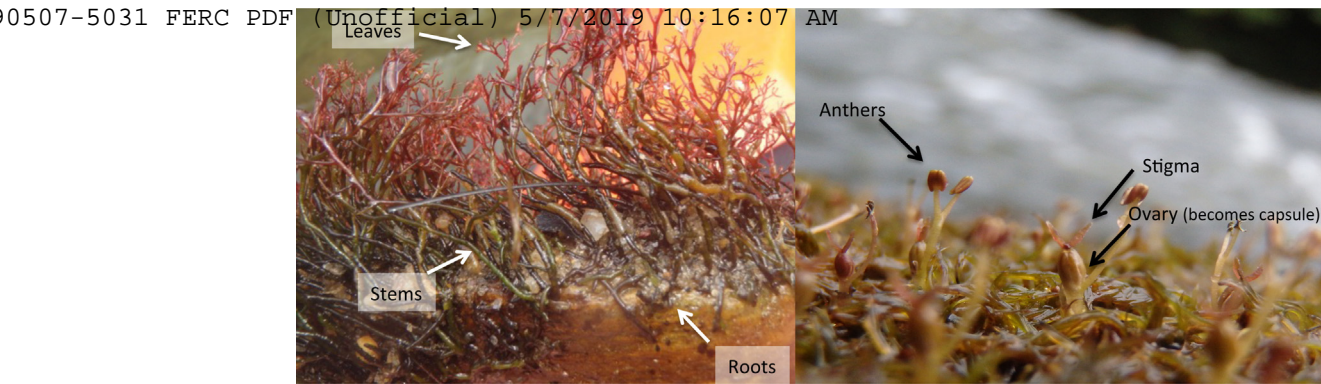 90507-5031 FERC PDF (Unofficial) 5/7/2019 10:16:07 AM
Leaves
Stems
Roots
Anthers
Stigma
Ovary (becomes capsule)